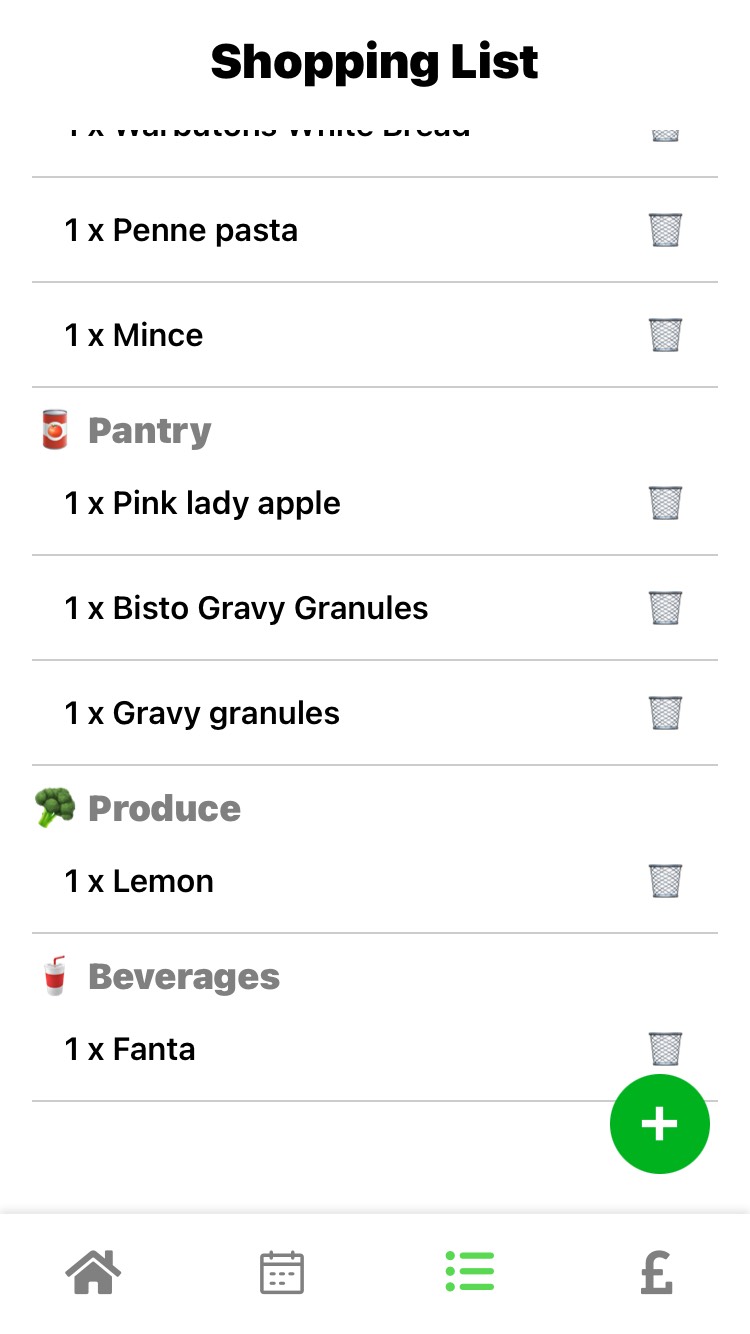 Shopping List
1 x Warbutons White Bread
1 x Penne pasta
1 x Mince
Pantry
1 x Pink lady apple
1 x Bisto Gravy Granules
1 x Gravy granules
Produce
1 x Lemon
Beverages
1 x Fanta
+
£